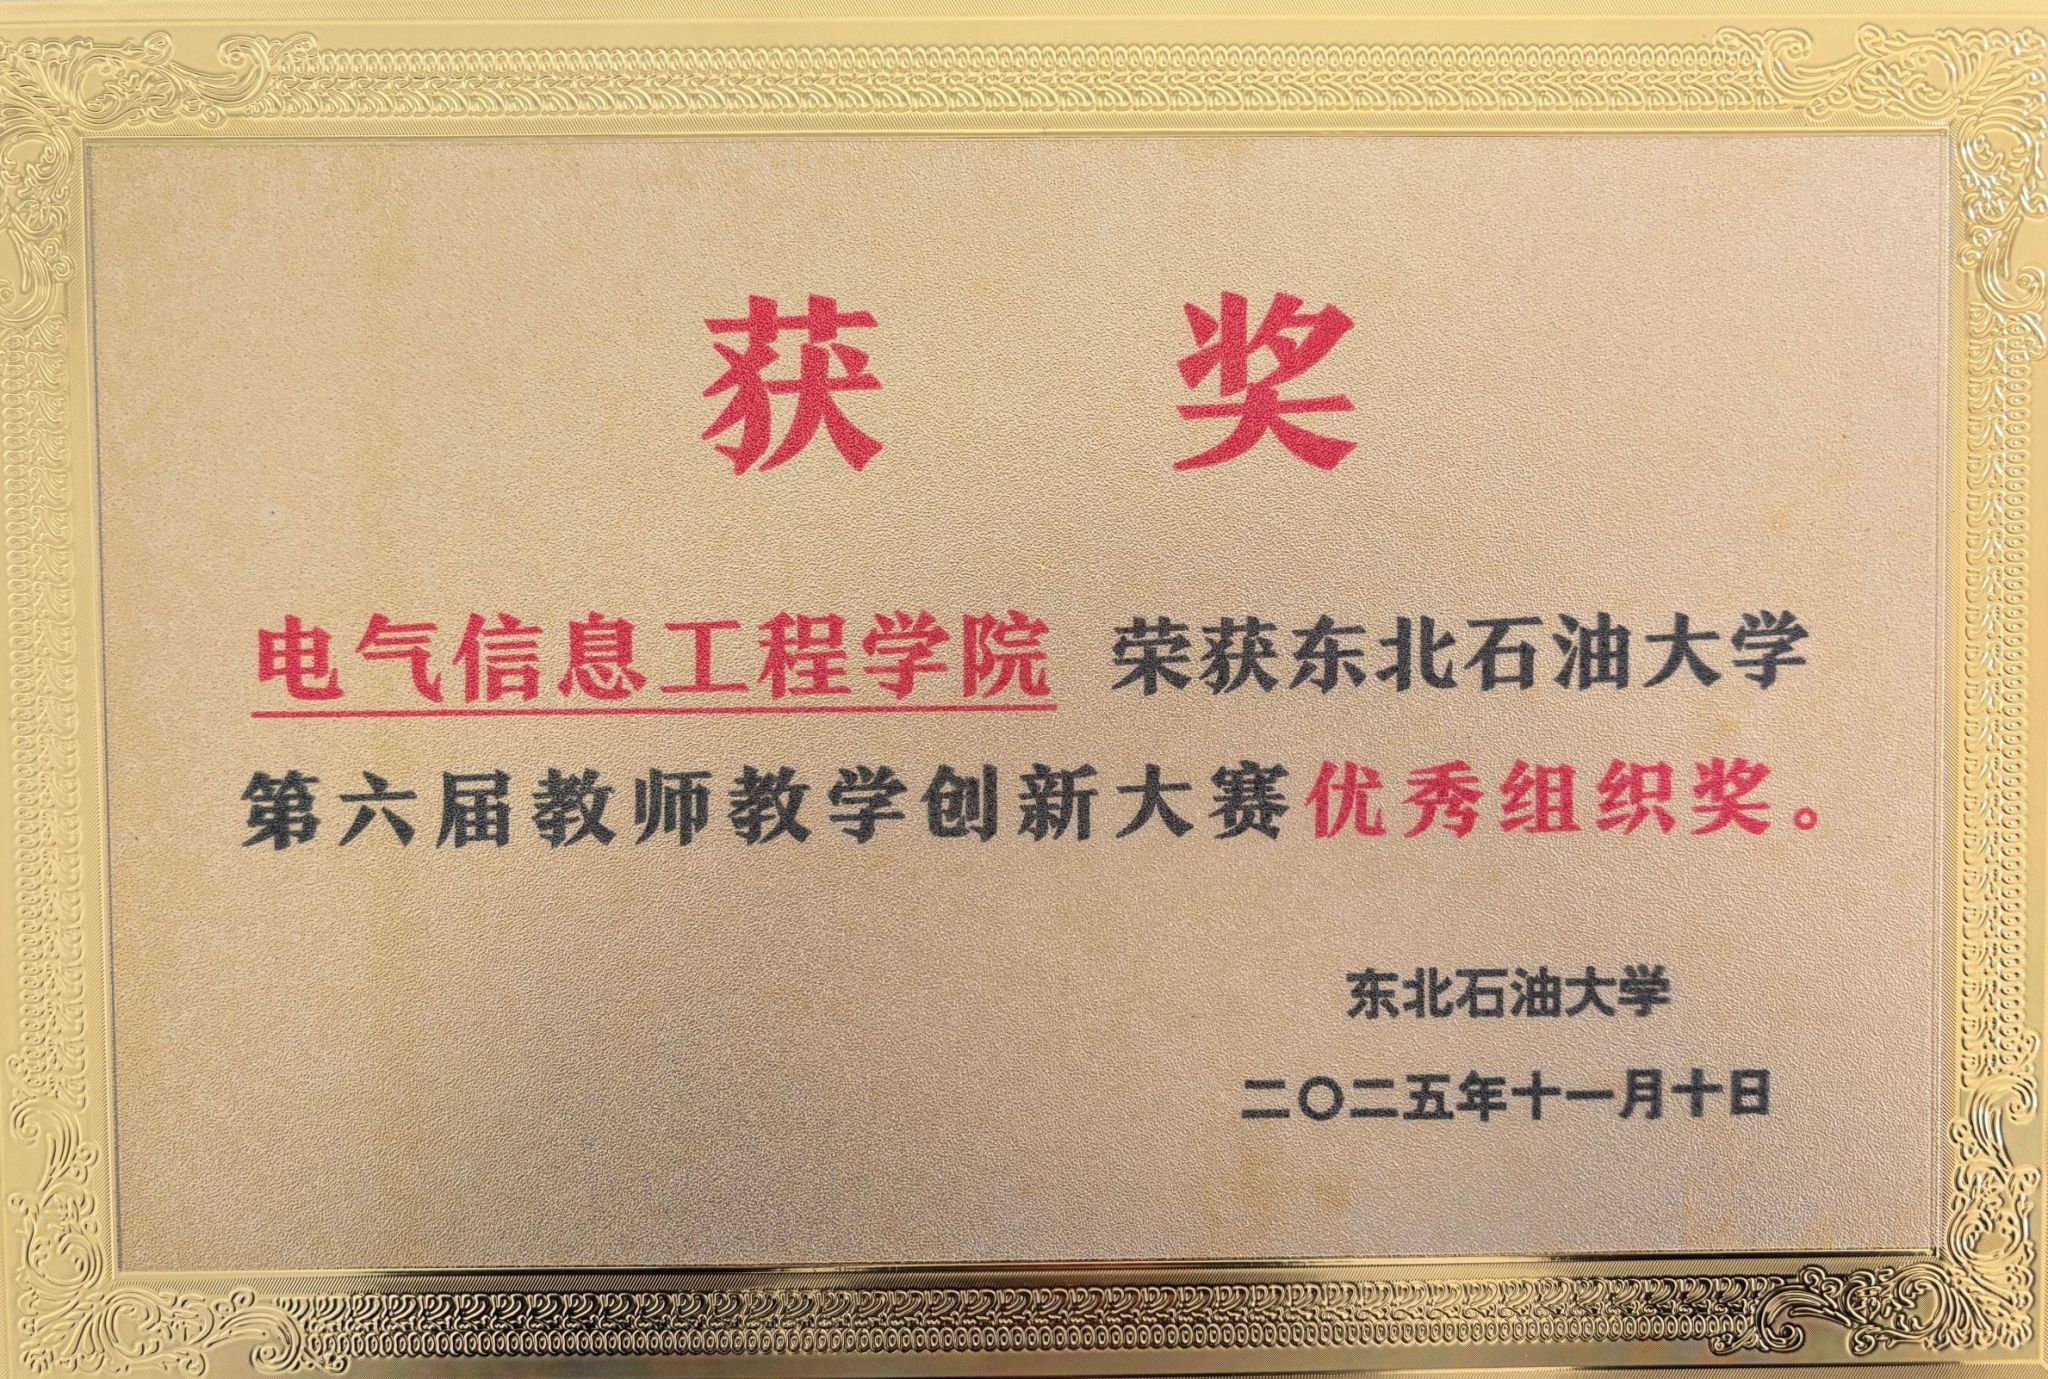 获 奖
电气信息工程学院 荣获东北石油大学
第六届教师教学创新大赛优秀组织奖。
东北石油大学
二〇二五年十一月十日